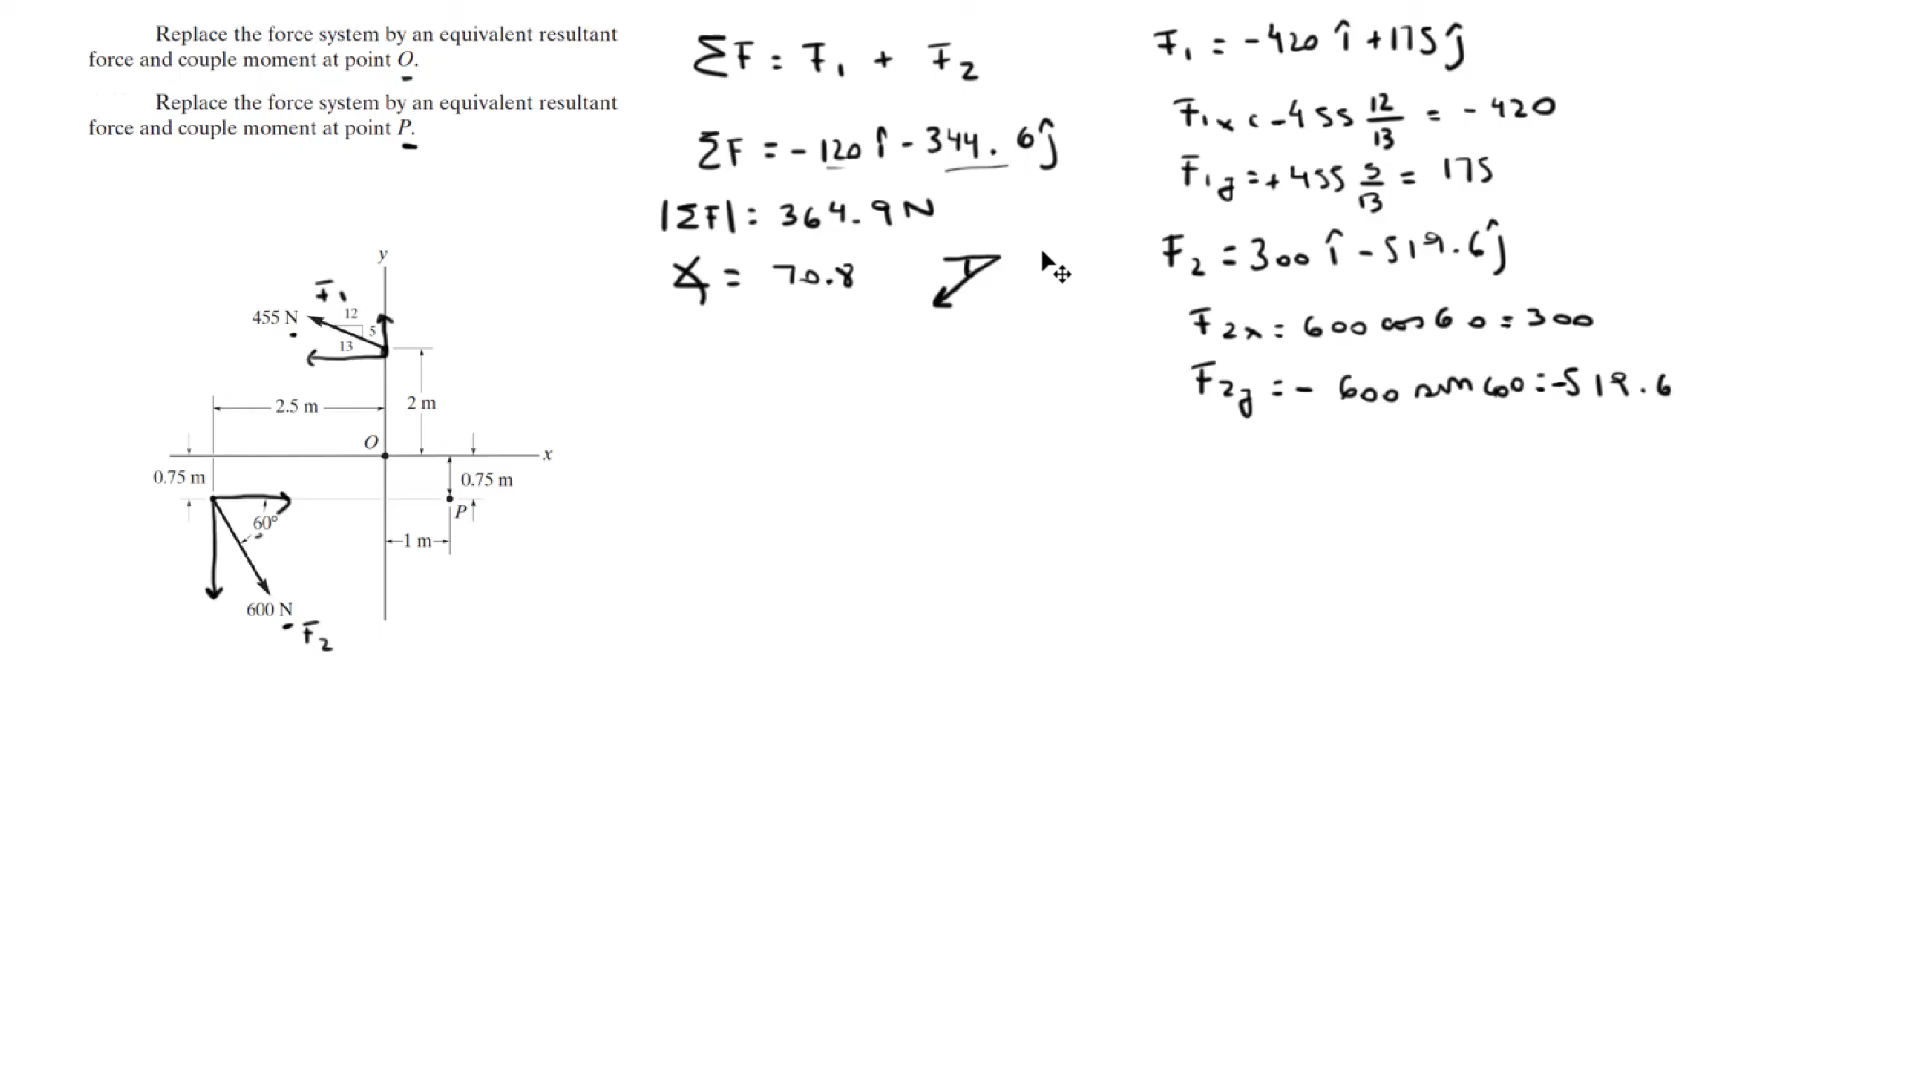 Replace the force system by an equivalent resultant
force and couple moment at point O.
Replace the force system by an equivalent resultant
force and couple moment at point P.
ΣF = F₁ + F₂
ΣF = -120 î - 344.6 ĵ
|ΣF| = 364.9 N
∡ = 70.8
F₁ = -420 î + 175 ĵ
F₁x = -455 12/13 = -420
F₁y = +455 5/13 = 175
F₂ = 300 î - 519.6 ĵ
F₂x = 600 cos 60 = 300
F₂y = - 600 sin 60 = -519.6
y
F₁
455 N
12
5
13
2.5 m
2 m
O
x
0.75 m
0.75 m
P
60°
1 m
600 N
F₂